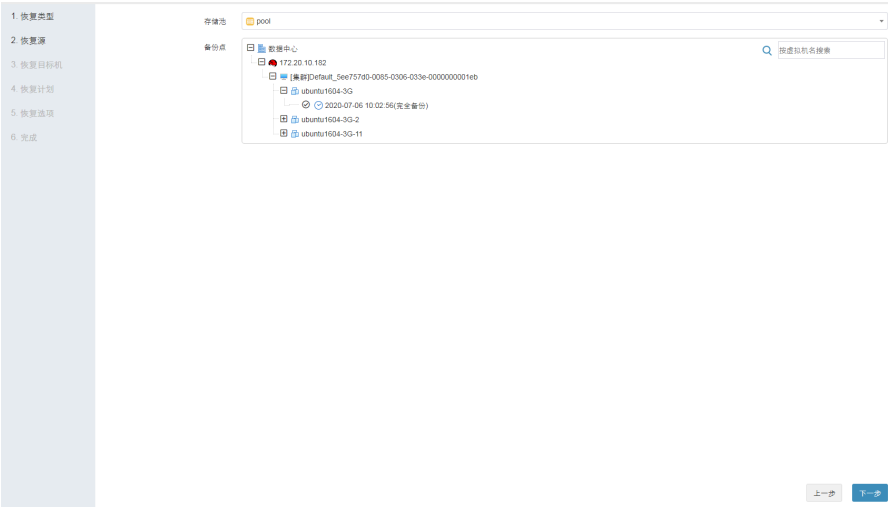 1. 恢复类型
2. 恢复源
3. 恢复目标机
4. 恢复计划
5. 恢复选项
6. 完成
存储池
pool
备份点
数据中心
按虚拟机名搜索
172.20.10.182
[集群]Default_5ee757d0-0085-0306-033e-0000000001eb
ubuntu1604-3G
2020-07-06 10:02:56(完全备份)
ubuntu1604-3G-2
ubuntu1604-3G-11
上一步
下一步